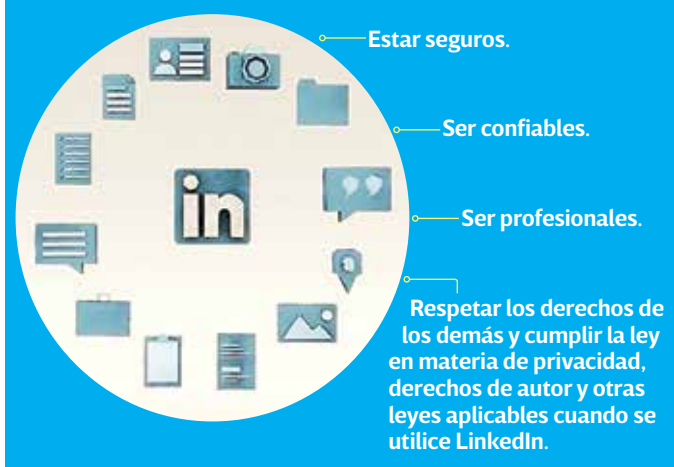 Estar seguros.
Ser confiables.
in
Ser profesionales.
Respetar los derechos de
los demás y cumplir la ley
en materia de privacidad,
derechos de autor y otras
leyes aplicables cuando se
utilice LinkedIn.